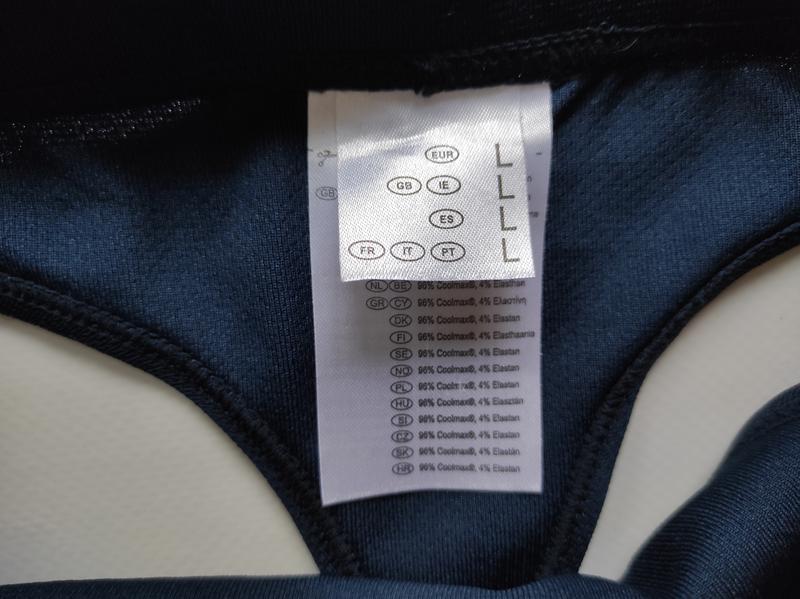 EUR L
GB IE L
ES L
FR IT PT L
GB
NL BE 96% Coolmax®, 4% Elasthan
GR CY 96% Coolmax®, 4% Ελαστίνη
DK 96% Coolmax®, 4% Elastan
FI 96% Coolmax®, 4% Elasthaania
SE 96% Coolmax®, 4% Elastan
NO 96% Coolmax®, 4% Elastan
PL 96% Coolmax®, 4% Elastan
HU 96% Coolmax®, 4% Elasztán
SI 96% Coolmax®, 4% Elastan
CZ 96% Coolmax®, 4% Elastan
SK 96% Coolmax®, 4% Elastán
HR 96% Coolmax®, 4% Elastan